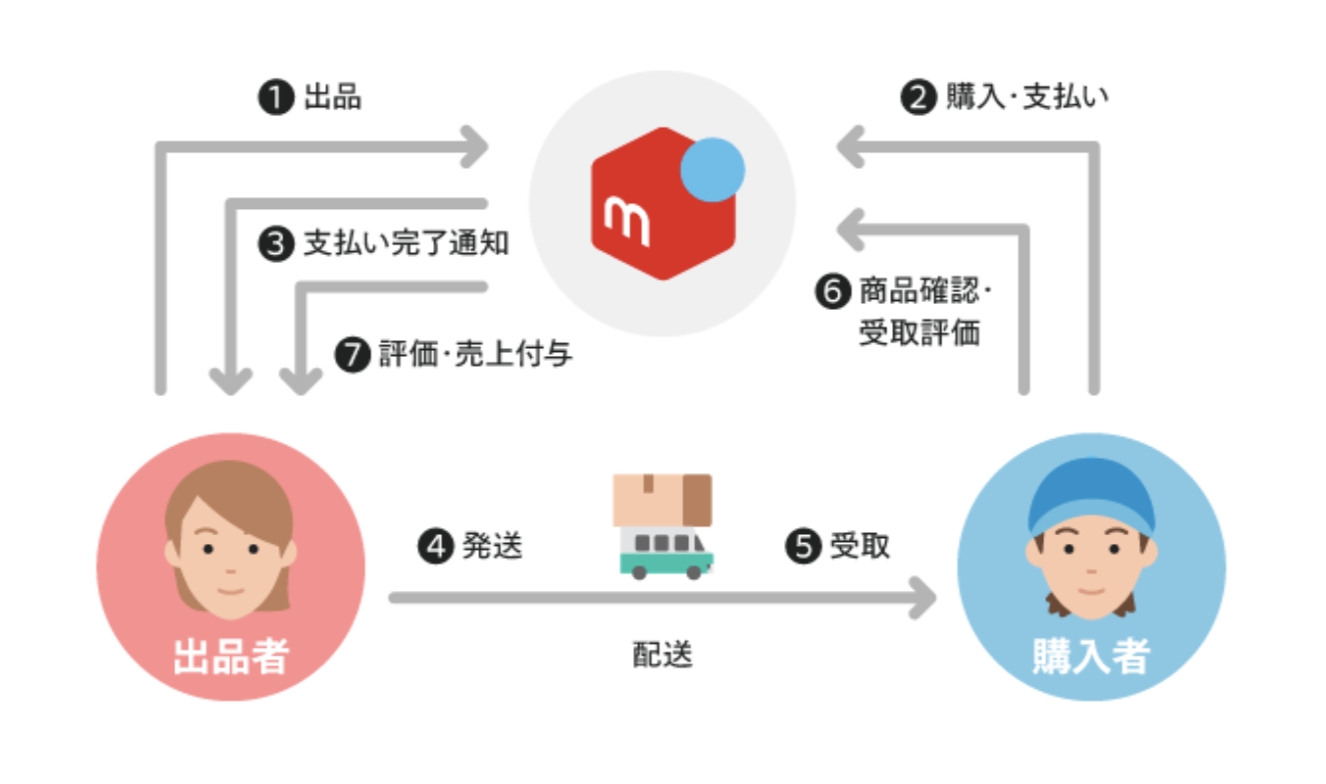 ❶ 出品
❷ 購入・支払い
m
❸ 支払い完了通知
❻ 商品確認・
受取評価
❼ 評価・売上付与
❹ 発送
❺ 受取
配送
出品者
購入者